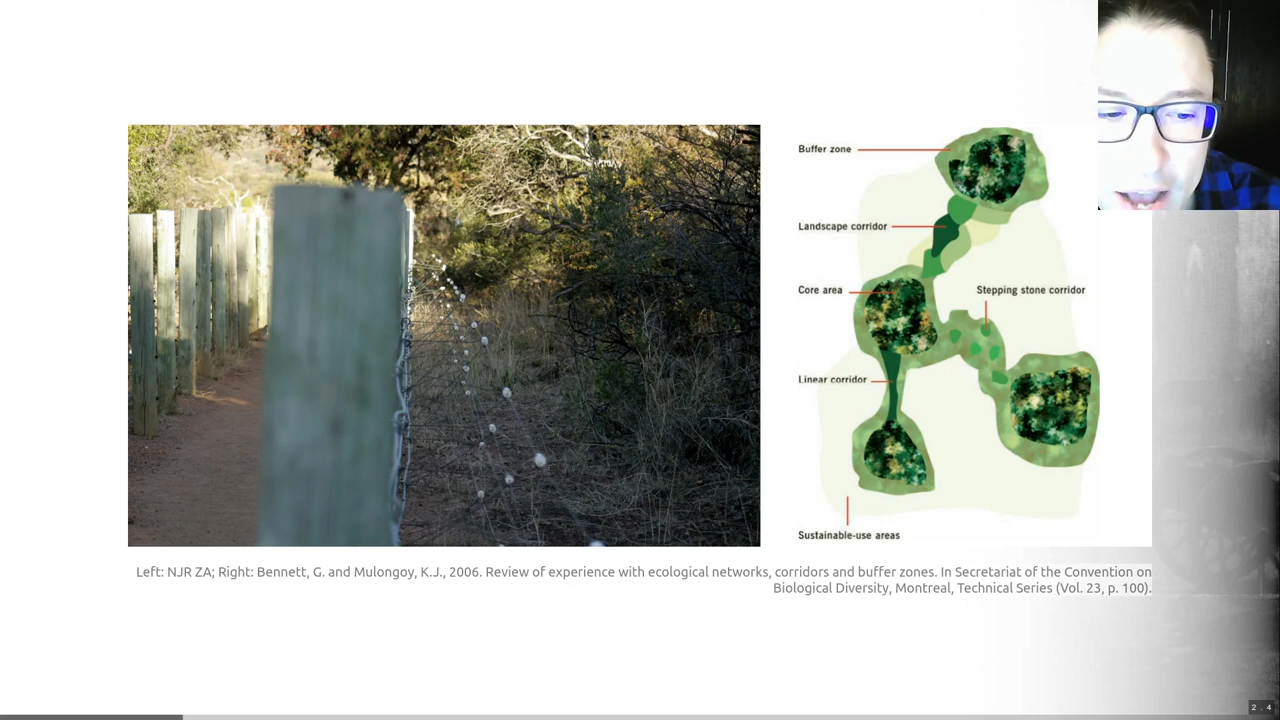 Buffer zone
Landscape corridor
Core area
Stepping stone corridor
Linear corridor
Sustainable-use areas
Left: NJR ZA; Right: Bennett, G. and Mulongoy, K.J., 2006. Review of experience with ecological networks, corridors and buffer zones. In Secretariat of the Convention on
Biological Diversity, Montreal, Technical Series (Vol. 23, p. 100).
2 . 4